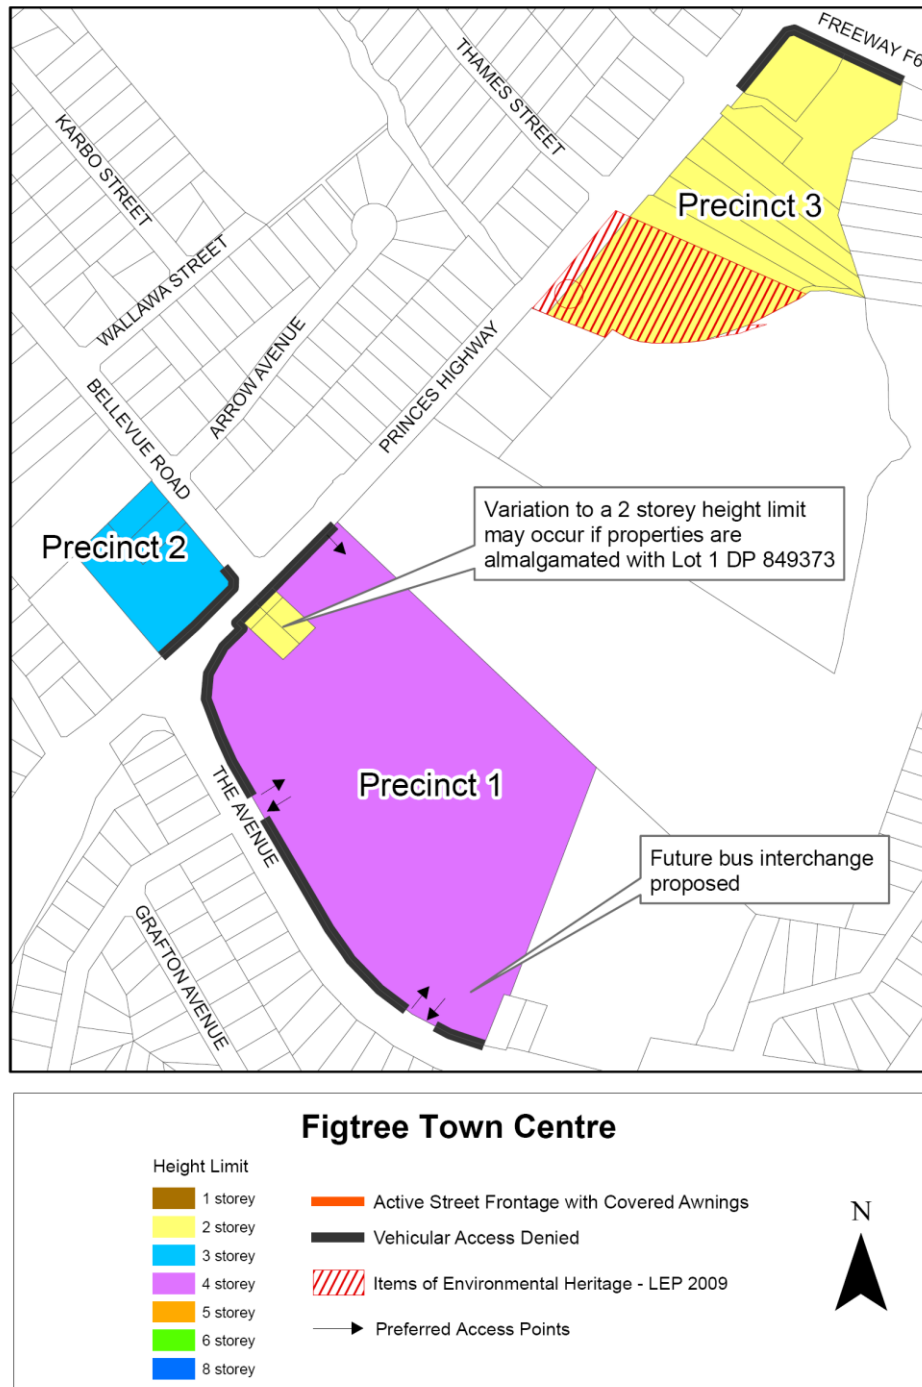 FREEWAY F6
THAMES STREET
KARBO STREET
Precinct 3
WALLAWA STREET
ARROW AVENUE
PRINCES HIGHWAY
BELLEVUE ROAD
Variation to a 2 storey height limit
may occur if properties are
almalgamated with Lot 1 DP 849373
Precinct 2
Precinct 1
THE AVENUE
Future bus interchange
proposed
GRAFTON AVENUE
Figtree Town Centre
Height Limit
1 storey
2 storey
3 storey
4 storey
5 storey
6 storey
8 storey
Active Street Frontage with Covered Awnings
Vehicular Access Denied
Items of Environmental Heritage - LEP 2009
Preferred Access Points
N